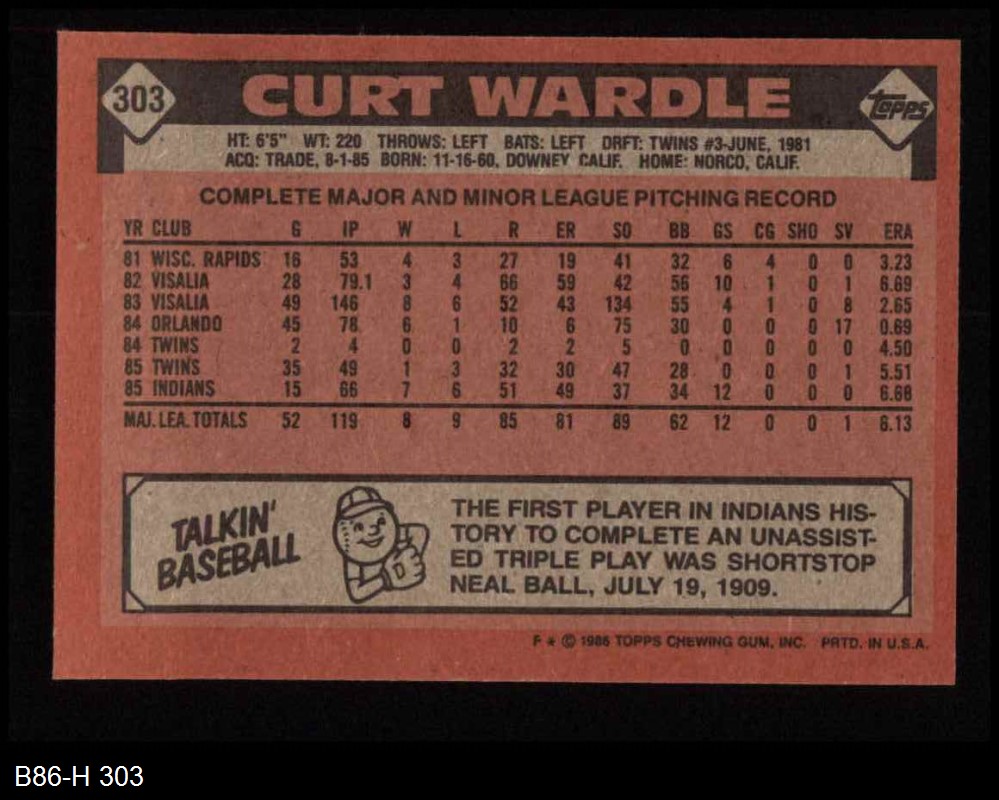 303 CURT WARDLE TOPPS
HT: 6'5" WT: 220 THROWS: LEFT BATS: LEFT DRFT: TWINS #3-JUNE, 1981
ACQ: TRADE, 8-1-85 BORN: 11-16-60, DOWNEY CALIF. HOME: NORCO, CALIF.
COMPLETE MAJOR AND MINOR LEAGUE PITCHING RECORD
YR CLUB G IP W L R ER SO BB GS CG SHO SV ERA
81 WISC. RAPIDS 16 53 4 3 27 19 41 32 6 4 0 0 3.23
82 VISALIA 28 79.1 3 4 66 59 42 56 10 1 0 1 6.69
83 VISALIA 49 146 8 6 52 43 134 55 4 1 0 8 2.65
84 ORLANDO 45 78 6 1 10 6 75 30 0 0 0 17 0.69
84 TWINS 2 4 0 0 2 2 5 0 0 0 0 0 4.50
85 TWINS 35 49 1 3 32 30 47 28 0 0 0 1 5.51
85 INDIANS 15 66 7 6 51 49 37 34 12 0 0 0 6.68
MAJ. LEA. TOTALS 52 119 8 9 85 81 89 62 12 0 0 1 6.13
TALKIN'
BASEBALL
THE FIRST PLAYER IN INDIANS HIS-
TORY TO COMPLETE AN UNASSIST-
ED TRIPLE PLAY WAS SHORTSTOP
NEAL BALL, JULY 19, 1909.
F * © 1986 TOPPS CHEWING GUM, INC. PRTD. IN U.S.A.
B86-H 303